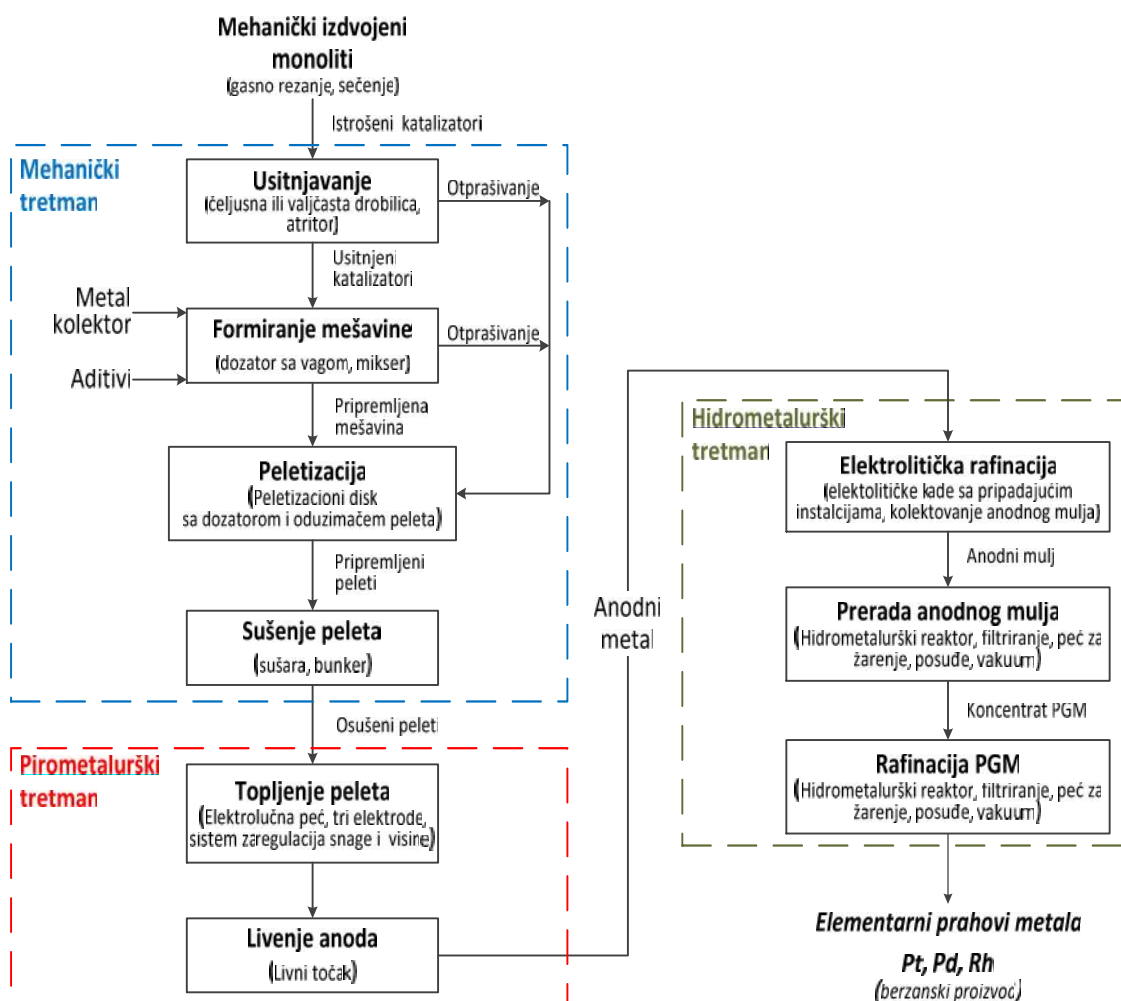 Mehanički izdvojeni
monoliti
(gasno rezanje, sečenje)
Istrošeni katalizatori
Mehanički
tretman
Usitnjavanje
(čeljusna ili valjčasta drobilica,
atritor)
Otprašivanje
Usitnjeni
katalizatori
Metal
kolektor
Aditivi
Formiranje mešavine
(dozator sa vagom, mikser)
Otprašivanje
Pripremljena
mešavina
Peletizacija
(Peletizacioni disk
sa dozatorom i oduzimačem peleta)
Pripremljeni
peleti
Sušenje peleta
(sušara, bunker)
Osušeni peleti
Pirometalurški
tretman
Topljenje peleta
(Elektrolučna peć, tri elektrode,
sistem zaregulacija snage i visine)
Livenje anoda
(Livni točak)
Anodni
metal
Hidrometalurški
tretman
Elektrolitička rafinacija
(elektolitičke kade sa pripadajućim
instalcijama, kolektovanje anodnog mulja)
Anodni mulj
Prerada anodnog mulja
(Hidrometalurški reaktor, filtriranje, peć za
žarenje, posuđe, vakuum)
Koncentrat PGM
Rafinacija PGM
(Hidrometalurški reaktor, filtriranje, peć za
žarenje, posuđe, vakuum)
Elementarni prahovi metala
Pt, Pd, Rh
(berzanski proizvod)